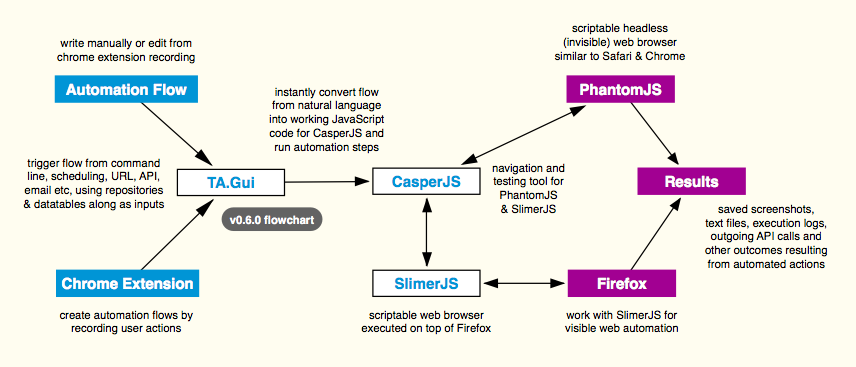 write manually or edit from
chrome extension recording
Automation Flow
scriptable headless
(invisible) web browser
similar to Safari & Chrome
PhantomJS
instantly convert flow
from natural language
into working JavaScript
code for CasperJS and
run automation steps
trigger flow from command
line, scheduling, URL, API,
email etc, using repositories
& datatables along as inputs
TA.Gui
CasperJS
navigation and
testing tool for
PhantomJS
& SlimerJS
Results
v0.6.0 flowchart
saved screenshots,
text files, execution logs,
outgoing API calls and
other outcomes resulting
from automated actions
Chrome Extension
create automation flows by
recording user actions
SlimerJS
scriptable web browser
executed on top of Firefox
Firefox
work with SlimerJS for
visible web automation